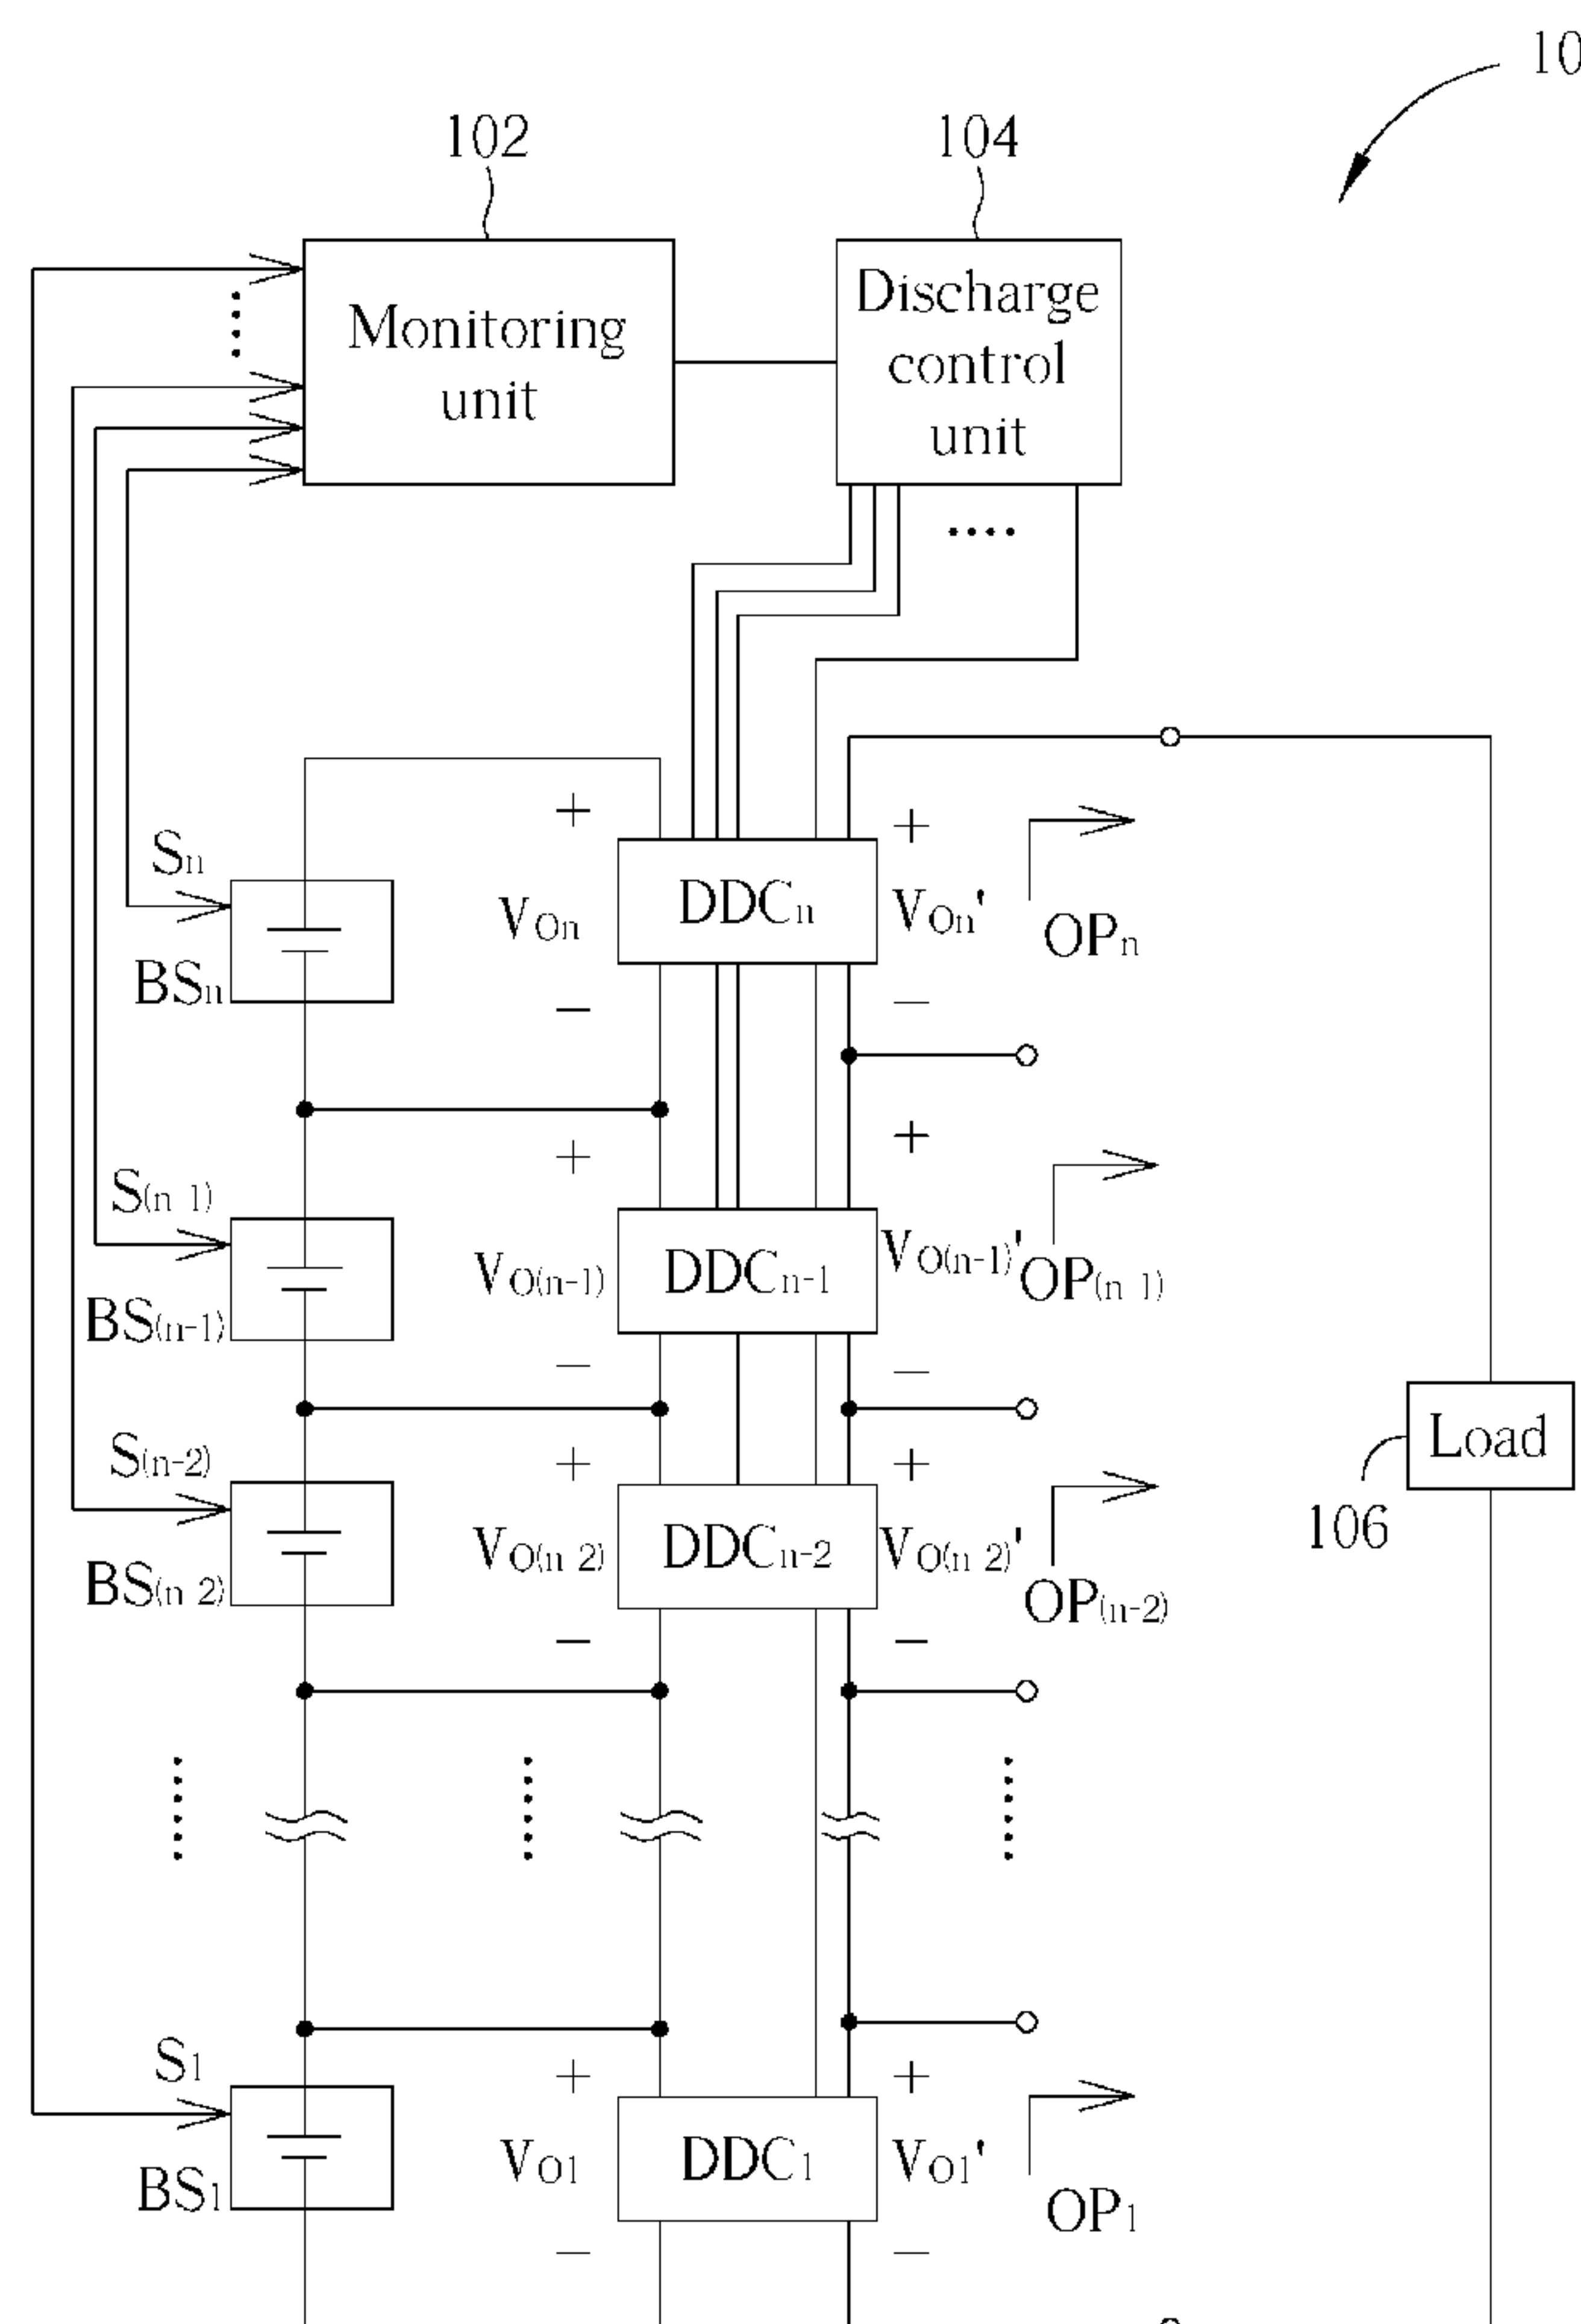 10
102
104
Monitoring
unit
Discharge
control
unit
+
+
Sn
VOn
DDCn
VOn'
OPn
BSn
−
−
+
+
S(n 1)
VO(n-1)
DDCn-1
VO(n-1)'
OP(n 1)
BS(n-1)
−
−
Load
S(n-2)
+
+
106
VO(n 2)
DDCn-2
VO(n 2)'
BS(n 2)
OP(n-2)
−
−
S1
+
+
VO1
DDC1
VO1'
BS1
OP1
−
−